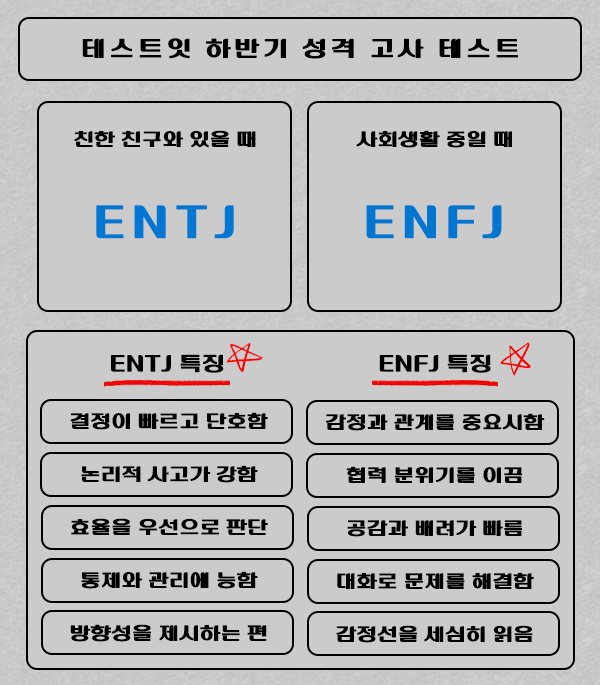 테스트잇 하반기 성격 고사 테스트
친한 친구와 있을 때
ENTJ
사회생활 중일 때
ENFJ
ENTJ 특징
결정이 빠르고 단호함
논리적 사고가 강함
효율을 우선으로 판단
통제와 관리에 능함
방향성을 제시하는 편
ENFJ 특징
감정과 관계를 중요시함
협력 분위기를 이끔
공감과 배려가 빠름
대화로 문제를 해결함
감정선을 세심히 읽음